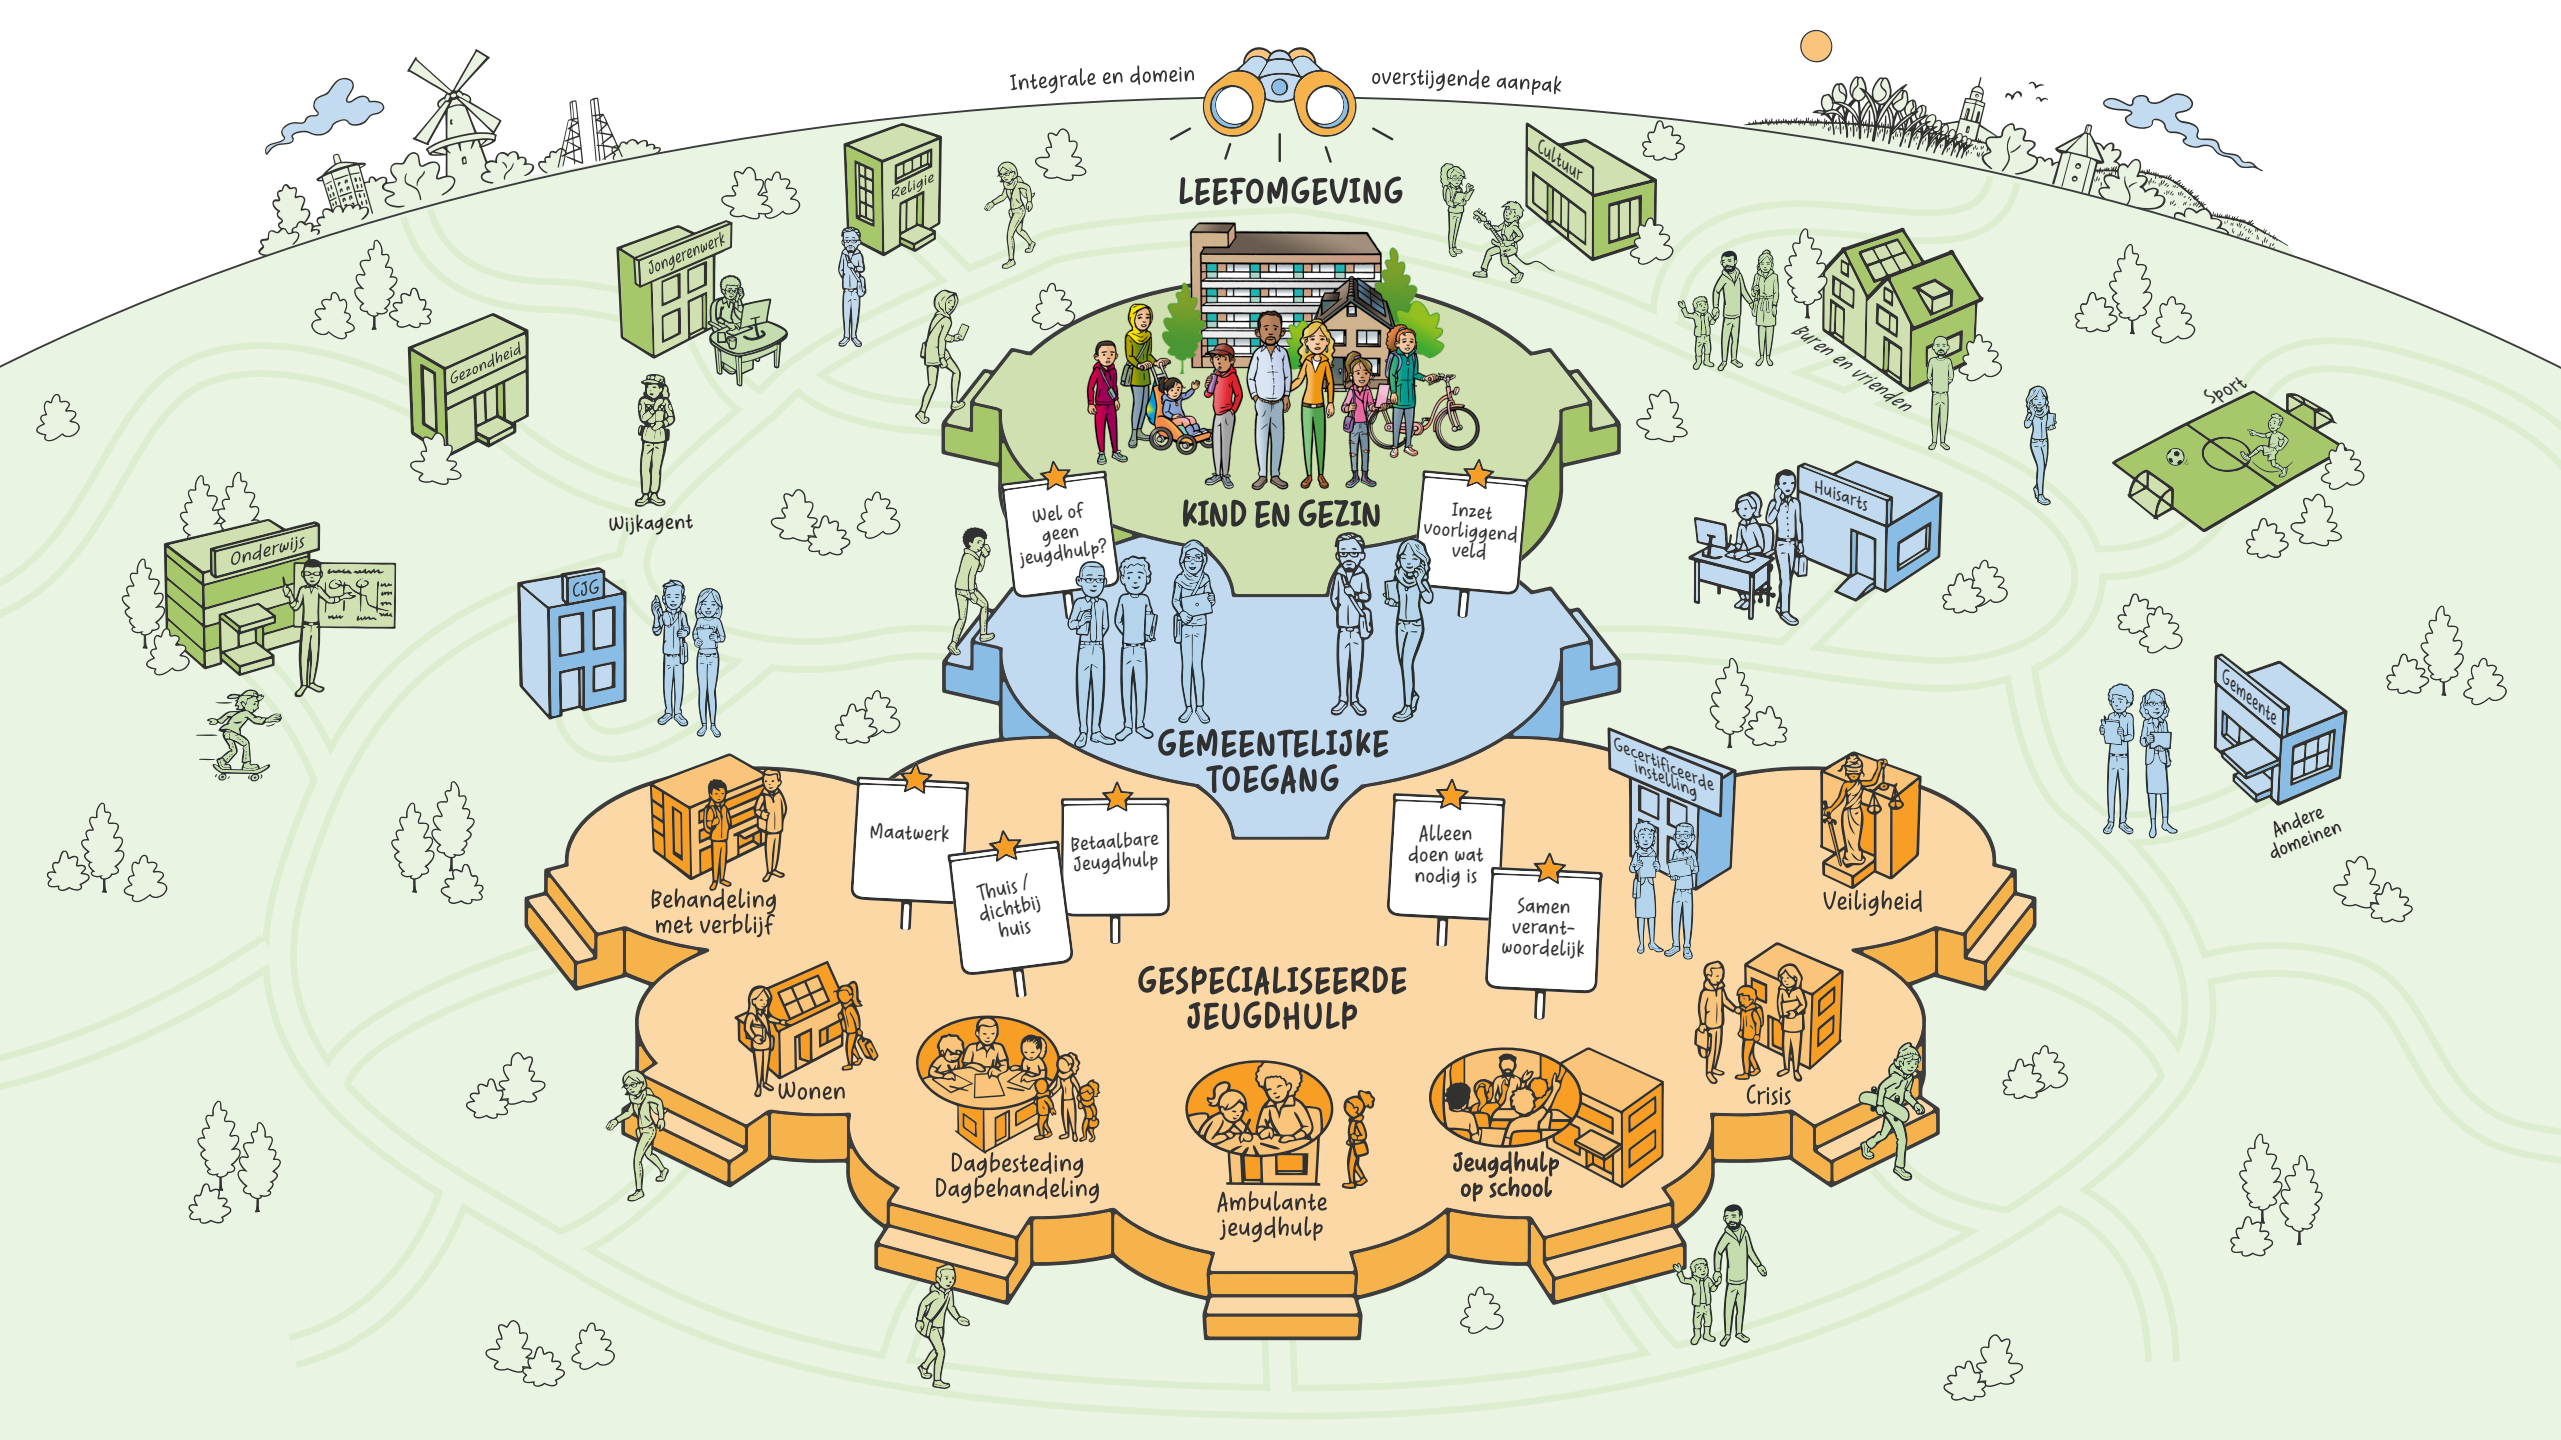 Integrale en domein
overstijgende aanpak
LEEFOMGEVING
Religie
Cultuur
Jongerenwerk
Gezondheid
Buren en vrienden
Sport
Wijkagent
Onderwijs
CJG
Huisarts
Gemeente
Andere
domeinen
KIND EN GEZIN
Wel of
geen
jeugdhulp?
Inzet
voorliggend
veld
GEMEENTELIJKE
TOEGANG
Gecertificeerde
instelling
Maatwerk
Thuis /
dichtbij
huis
Betaalbare
Jeugdhulp
Alleen
doen wat
nodig is
Samen
verant-
woordelijk
GESPECIALISEERDE
JEUGDHULP
Behandeling
met verblijf
Veiligheid
Wonen
Crisis
Dagbesteding
Dagbehandeling
Ambulante
jeugdhulp
Jeugdhulp
op school